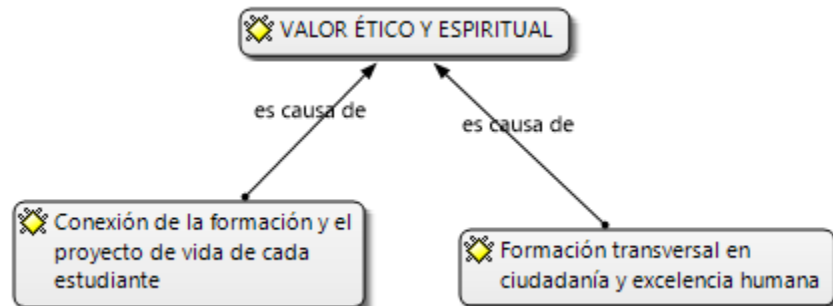 VALOR ÉTICO Y ESPIRITUAL
es causa de
es causa de
Conexión de la formación y el
proyecto de vida de cada
estudiante
Formación transversal en
ciudadanía y excelencia humana